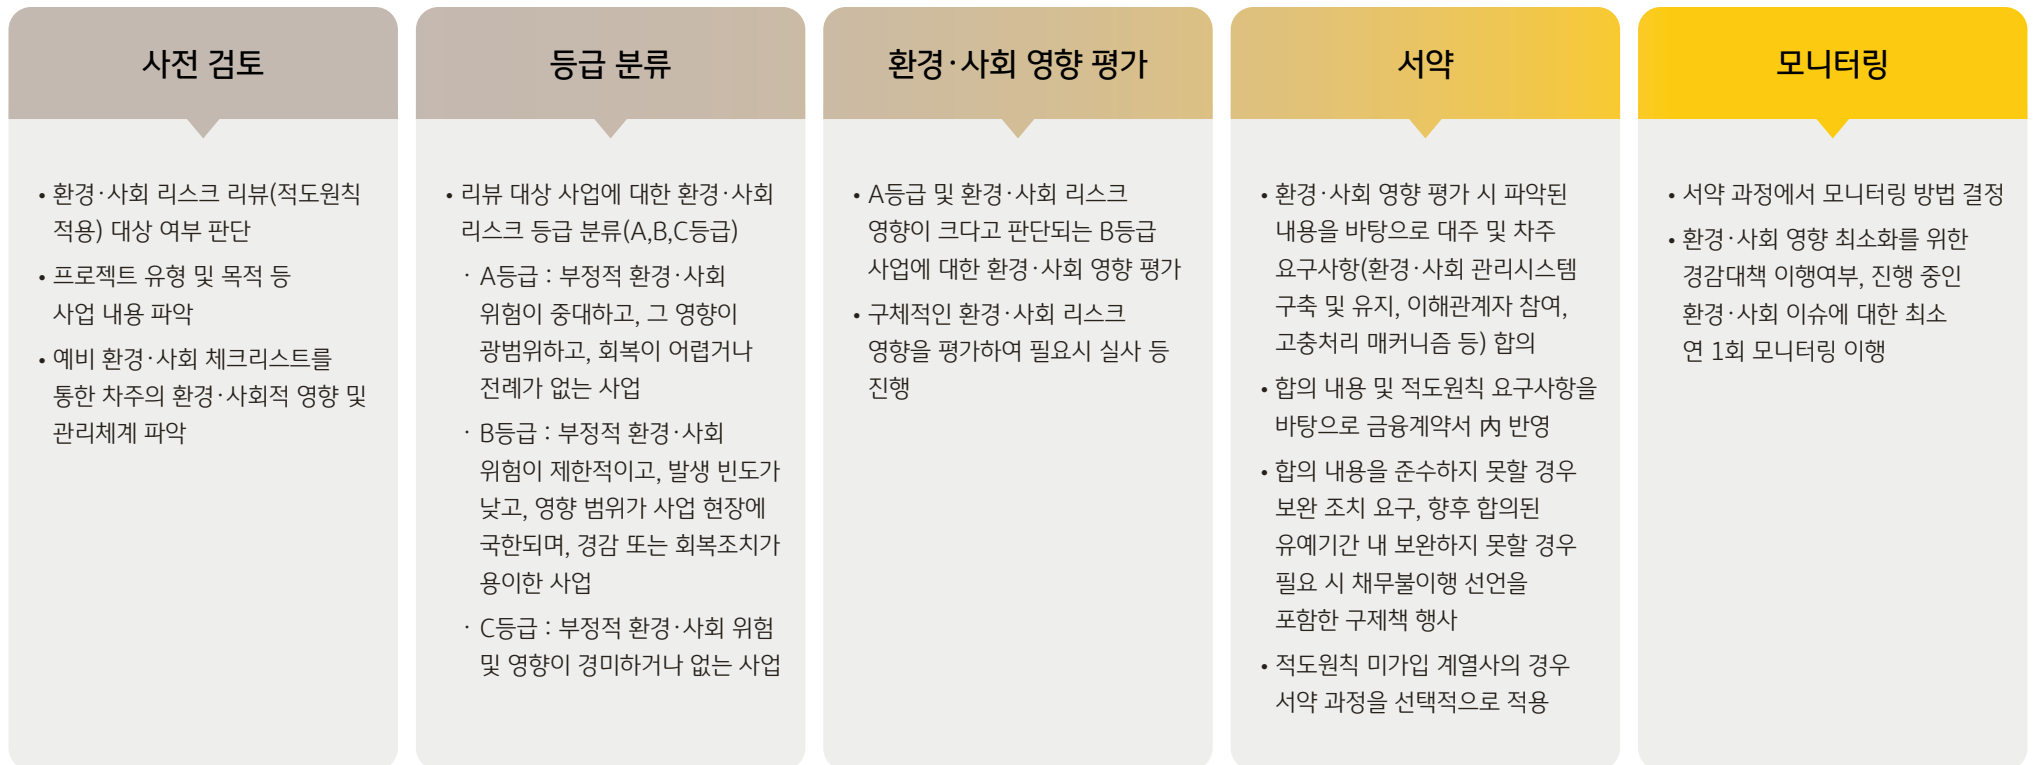 사전 검토
• 환경·사회 리스크 리뷰(적도원칙
적용) 대상 여부 판단
• 프로젝트 유형 및 목적 등
사업 내용 파악
• 예비 환경·사회 체크리스트를
통한 차주의 환경·사회적 영향 및
관리체계 파악
등급 분류
• 리뷰 대상 사업에 대한 환경·사회
리스크 등급 분류(A,B,C등급)
· A등급 : 부정적 환경·사회
위험이 중대하고, 그 영향이
광범위하고, 회복이 어렵거나
전례가 없는 사업
· B등급 : 부정적 환경·사회
위험이 제한적이고, 발생 빈도가
낮고, 영향 범위가 사업 현장에
국한되며, 경감 또는 회복조치가
용이한 사업
· C등급 : 부정적 환경·사회 위험
및 영향이 경미하거나 없는 사업
환경·사회 영향 평가
• A등급 및 환경·사회 리스크
영향이 크다고 판단되는 B등급
사업에 대한 환경·사회 영향 평가
• 구체적인 환경·사회 리스크
영향을 평가하여 필요시 실사 등
진행
서약
• 환경·사회 영향 평가 시 파악된
내용을 바탕으로 대주 및 차주
요구사항(환경·사회 관리시스템
구축 및 유지, 이해관계자 참여,
고충처리 매커니즘 등) 합의
• 합의 내용 및 적도원칙 요구사항을
바탕으로 금융계약서 內 반영
• 합의 내용을 준수하지 못할 경우
보완 조치 요구, 향후 합의된
유예기간 내 보완하지 못할 경우
필요 시 채무불이행 선언을
포함한 구제책 행사
• 적도원칙 미가입 계열사의 경우
서약 과정을 선택적으로 적용
모니터링
• 서약 과정에서 모니터링 방법 결정
• 환경·사회 영향 최소화를 위한
경감대책 이행여부, 진행 중인
환경·사회 이슈에 대한 최소
연 1회 모니터링 이행